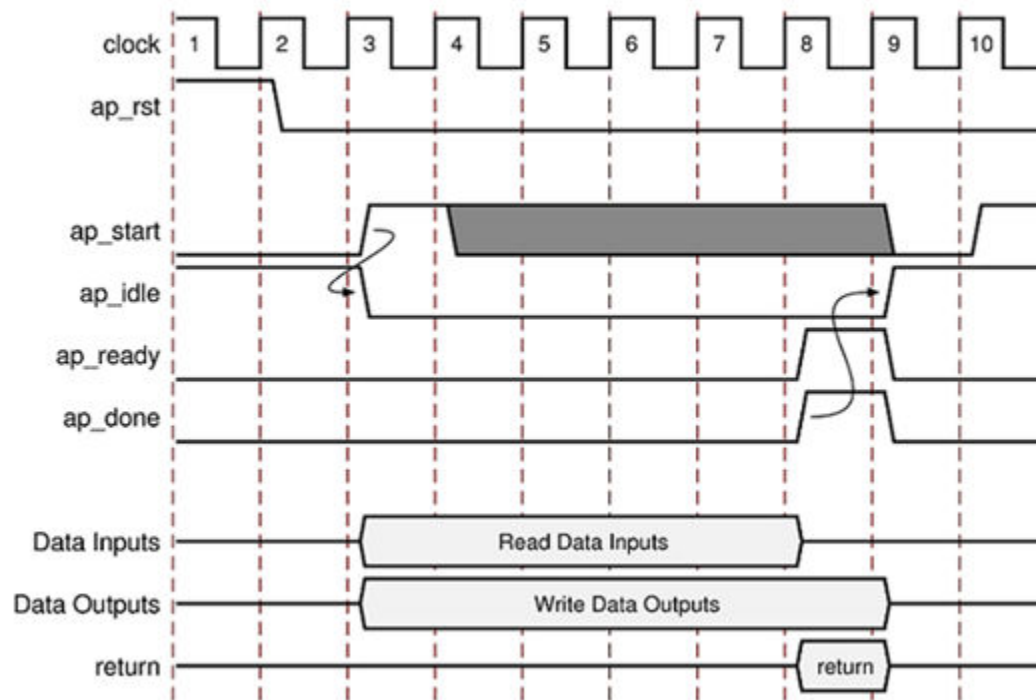 clock 1 2 3 4 5 6 7 8 9 10
ap_rst
ap_start
ap_idle
ap_ready
ap_done
Data Inputs Read Data Inputs
Data Outputs Write Data Outputs
return return